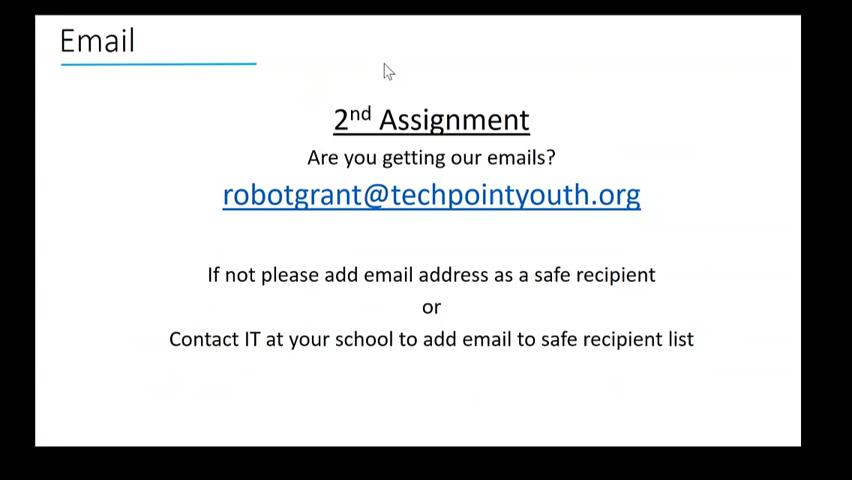 Email
2nd Assignment
Are you getting our emails?
robotgrant@techpointyouth.org
If not please add email address as a safe recipient
or
Contact IT at your school to add email to safe recipient list